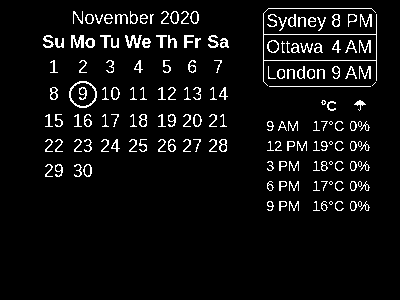 November 2020
Su Mo Tu We Th Fr Sa
1 2 3 4 5 6 7
8 9 10 11 12 13 14
15 16 17 18 19 20 21
22 23 24 25 26 27 28
29 30
Sydney 8 PM
Ottawa 4 AM
London 9 AM
°C ☂
9 AM 17°C 0%
12 PM 19°C 0%
3 PM 18°C 0%
6 PM 17°C 0%
9 PM 16°C 0%